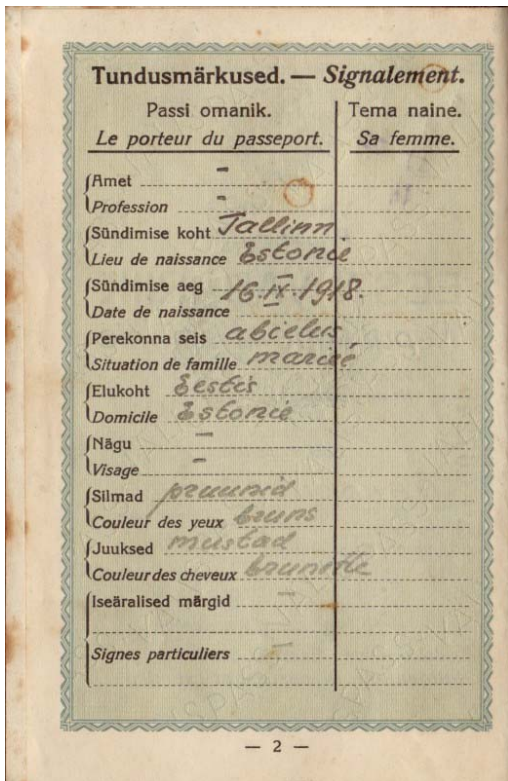 Tundusmärkused. — Signalement.
Passi omanik. Tema naine.
Le porteur du passeport. Sa femme.
Amet —
Profession —
Sündimise koht Tallinn.
Lieu de naissance Estonie
Sündimise aeg 16.IX.1918.
Date de naissance
Perekonna seis abielus
Situation de famille marié
Elukoht Eestis
Domicile Estonie
Nägu —
Visage —
Silmad pruunid
Couleur des yeux bruns
Juuksed mustad
Couleur des cheveux brunette
Iseäralised märgid —
Signes particuliers —
— 2 —